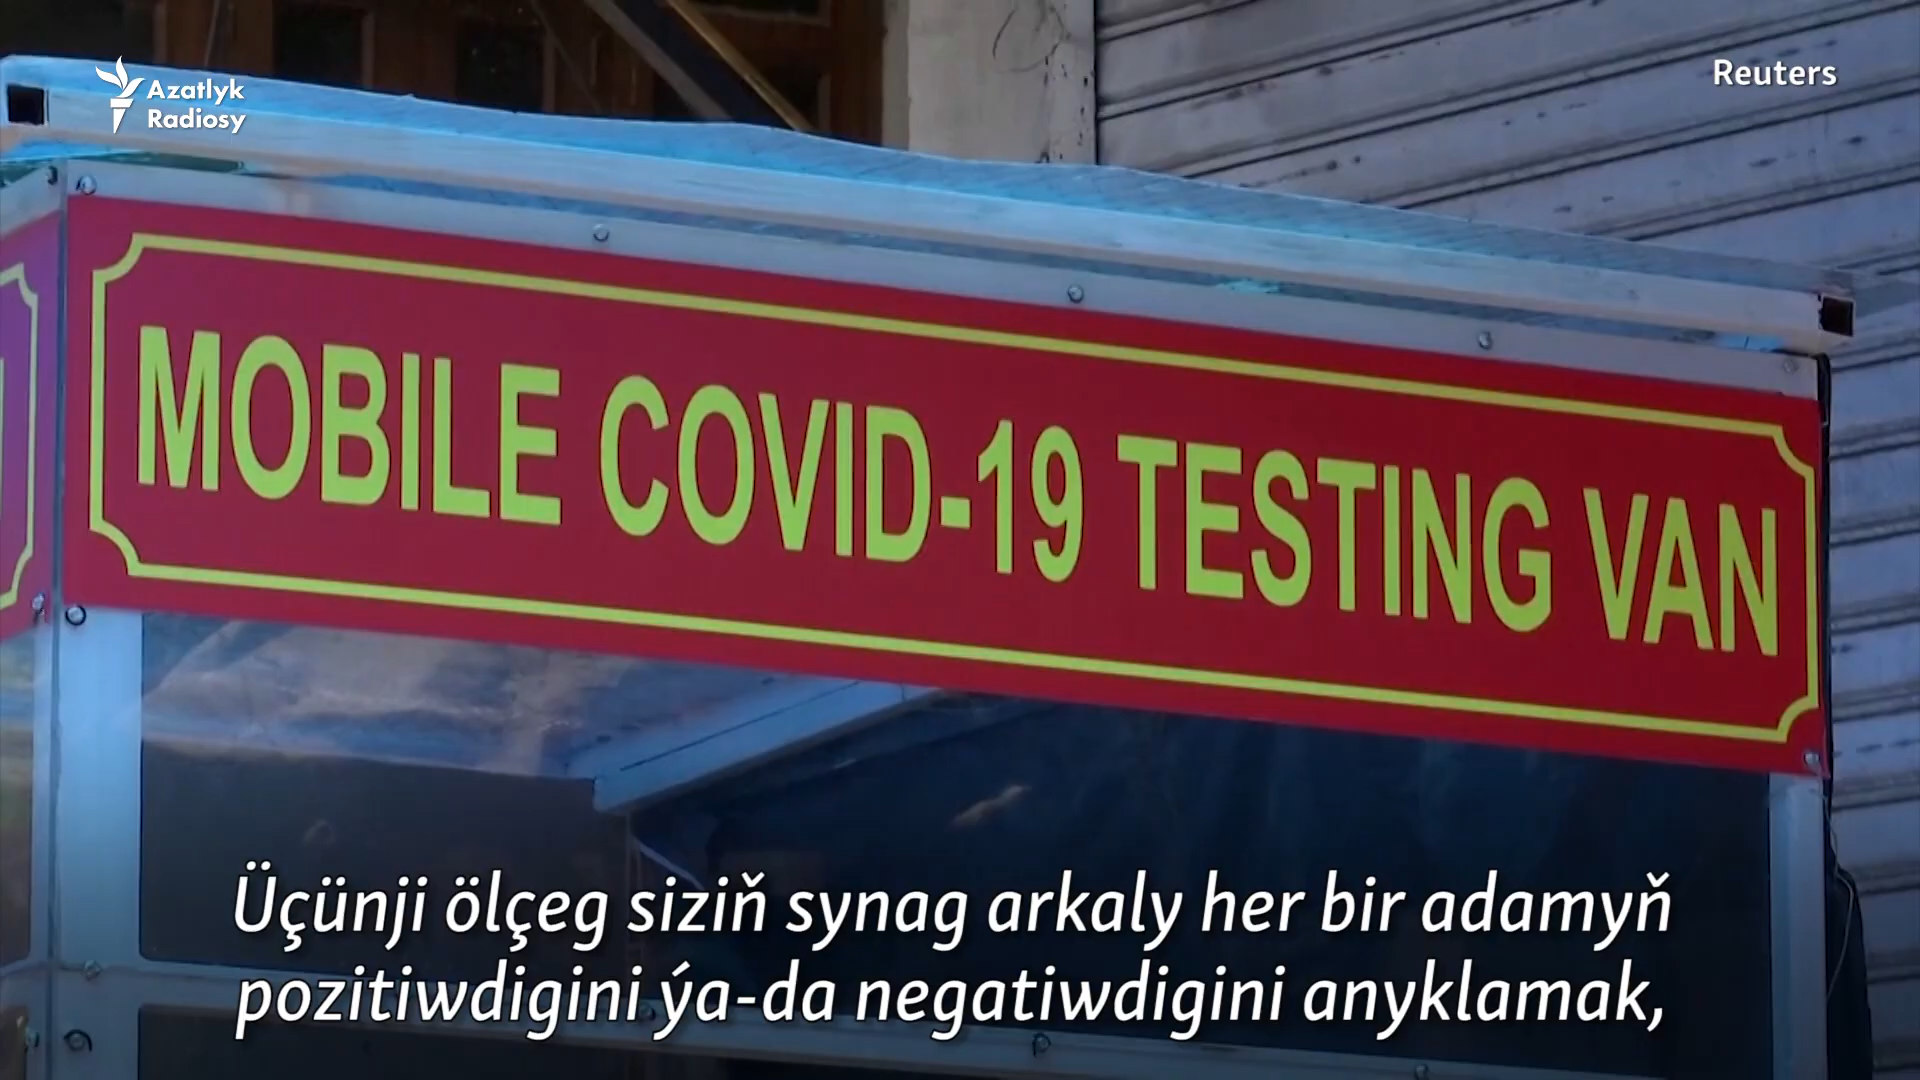 Azatlyk
Radiosy
Reuters
MOBILE COVID-19 TESTING VAN
Üçünji ölçeg siziň synag arkaly her bir adamyň
pozitiwdigini ýa-da negatiwdigini anyklamak,